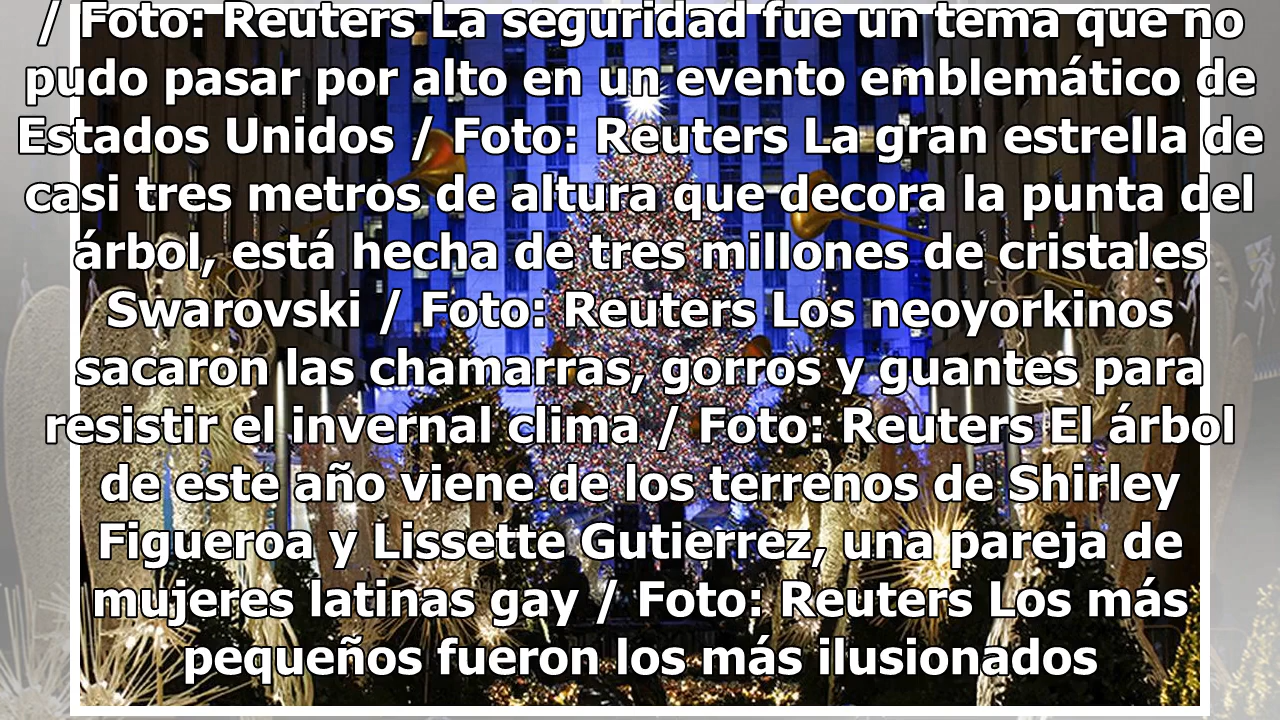 / Foto: Reuters La seguridad fue un tema que no
pudo pasar por alto en un evento emblemático de
Estados Unidos / Foto: Reuters La gran estrella de
casi tres metros de altura que decora la punta del
árbol, está hecha de tres millones de cristales
Swarovski / Foto: Reuters Los neoyorkinos
sacaron las chamarras, gorros y guantes para
resistir el invernal clima / Foto: Reuters El árbol
de este año viene de los terrenos de Shirley
Figueroa y Lissette Gutierrez, una pareja de
mujeres latinas gay / Foto: Reuters Los más
pequeños fueron los más ilusionados